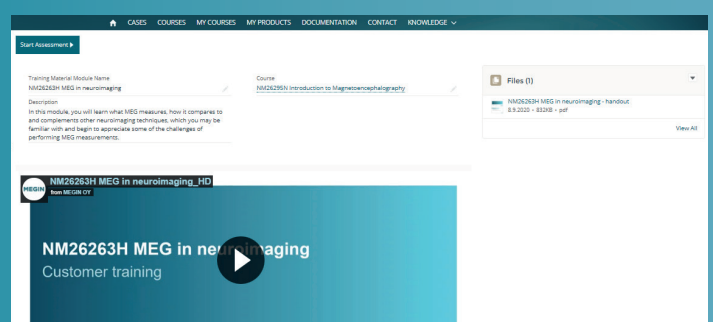 CASES COURSES MY COURSES MY PRODUCTS DOCUMENTATION CONTACT KNOWLEDGE
Start Assessment
Training Material Module Name
NM26263H MEG in neuroimaging
Course
NM26295N Introduction to Magnetoencephalography
Description
In this module, you will learn what MEG measures, how it compares to
and complements other neuroimaging techniques, which you may be
familiar with and begin to appreciate some of the challenges of
performing MEG measurements.
Files (1)
NM26263H MEG in neuroimaging - handout
8.9.2020 • 832KB • pdf
View All
MEGIN
NM26263H MEG in neuroimaging_HD
from MEGIN OY
NM26263H MEG in neuroimaging
Customer training